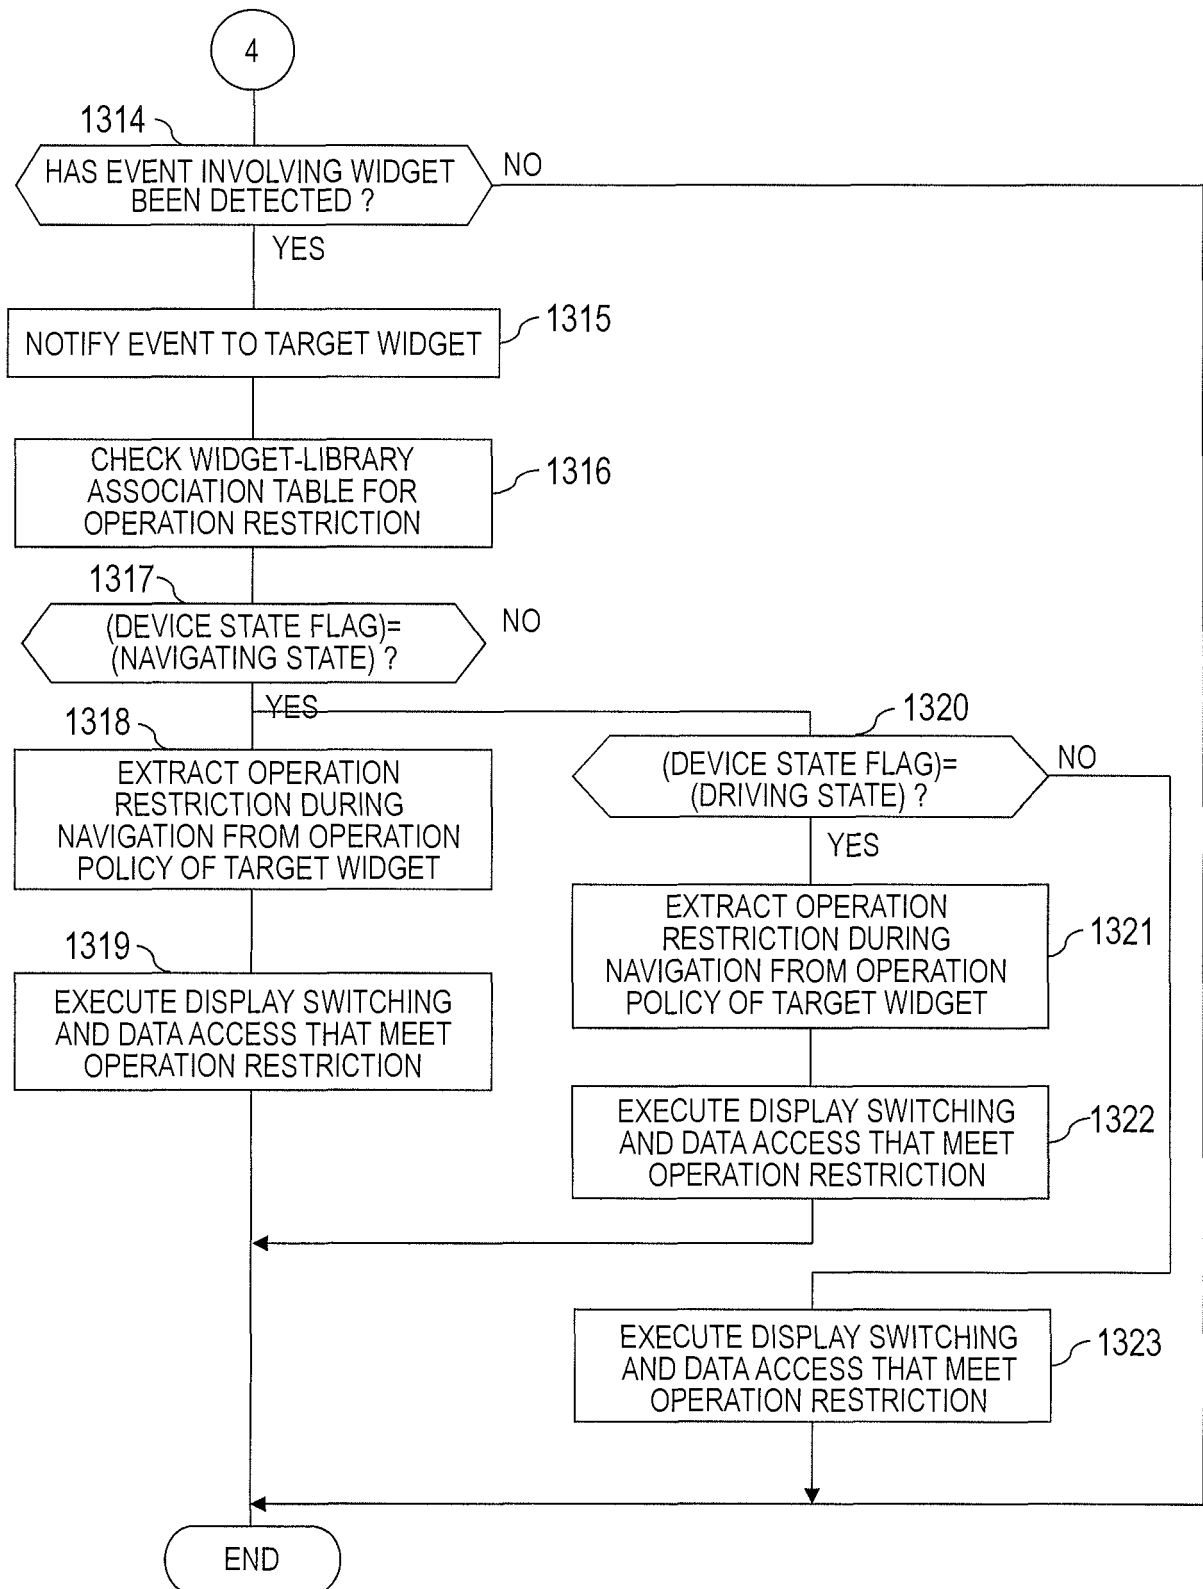 4
1314
HAS EVENT INVOLVING WIDGET
BEEN DETECTED ?
NO
YES
NOTIFY EVENT TO TARGET WIDGET
1315
CHECK WIDGET-LIBRARY
ASSOCIATION TABLE FOR
OPERATION RESTRICTION
1316
1317
(DEVICE STATE FLAG)=
(NAVIGATING STATE) ?
NO
YES
1318
EXTRACT OPERATION
RESTRICTION DURING
NAVIGATION FROM OPERATION
POLICY OF TARGET WIDGET
1319
EXECUTE DISPLAY SWITCHING
AND DATA ACCESS THAT MEET
OPERATION RESTRICTION
1320
(DEVICE STATE FLAG)=
(DRIVING STATE) ?
NO
YES
EXTRACT OPERATION
RESTRICTION DURING
NAVIGATION FROM OPERATION
POLICY OF TARGET WIDGET
1321
EXECUTE DISPLAY SWITCHING
AND DATA ACCESS THAT MEET
OPERATION RESTRICTION
1322
EXECUTE DISPLAY SWITCHING
AND DATA ACCESS THAT MEET
OPERATION RESTRICTION
1323
END